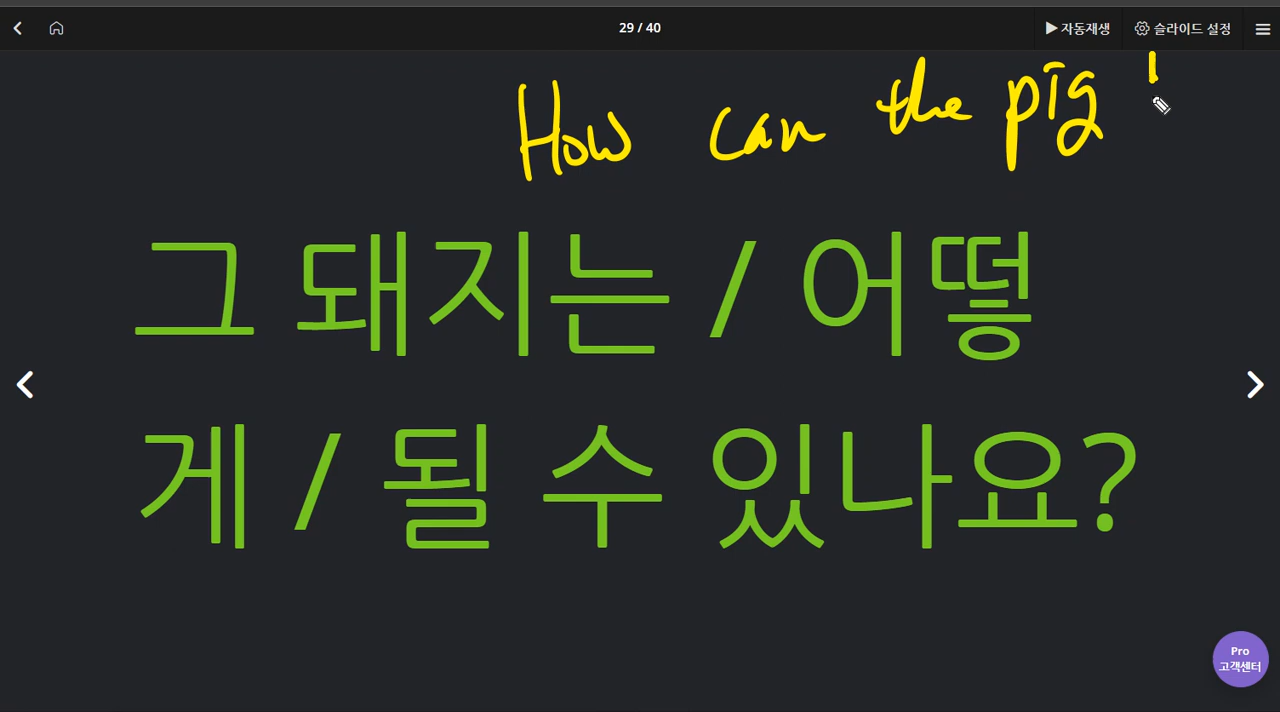 29 / 40
▶ 자동재생
슬라이드 설정
How can the pig
그 돼지는 / 어떻
게 / 될 수 있나요?
Pro
고객센터